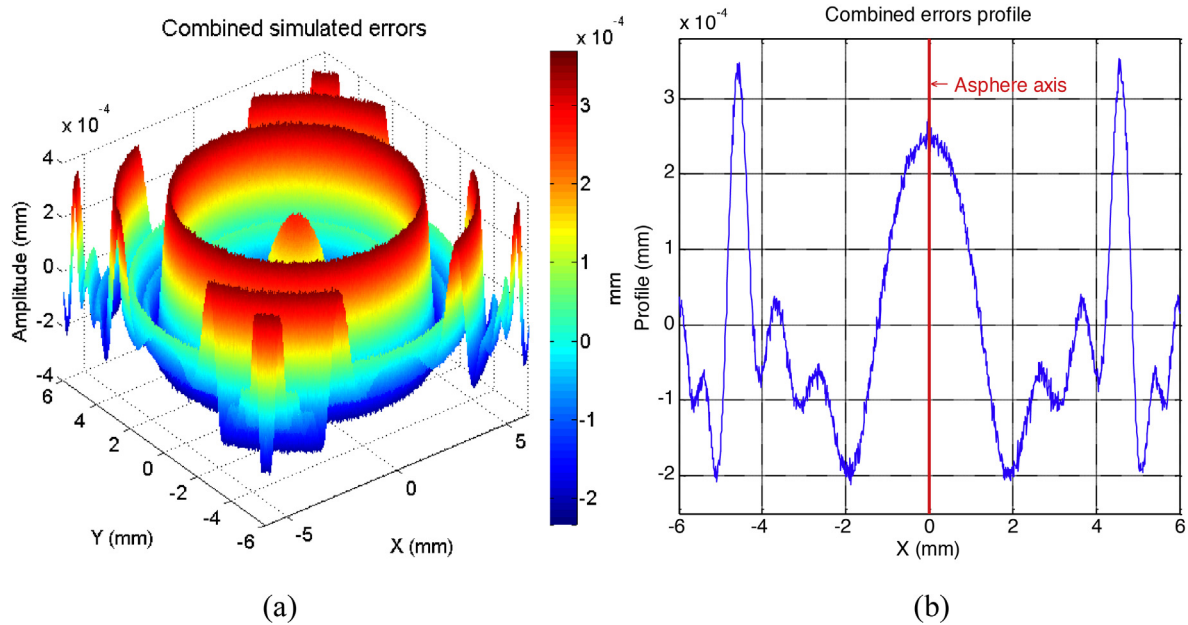 Combined simulated errors
x 10⁻⁴
x 10⁻⁴
4
2
0
-2
-4
Amplitude (mm)
6
4
2
0
-2
-4
-6
Y (mm)
-5
0
5
X (mm)
3
2
1
0
-1
-2
mm
(a)
Combined errors profile
x 10⁻⁴
Asphere axis
3
2
1
0
-1
-2
Profile (mm)
-6
-4
-2
0
2
4
6
X (mm)
(b)